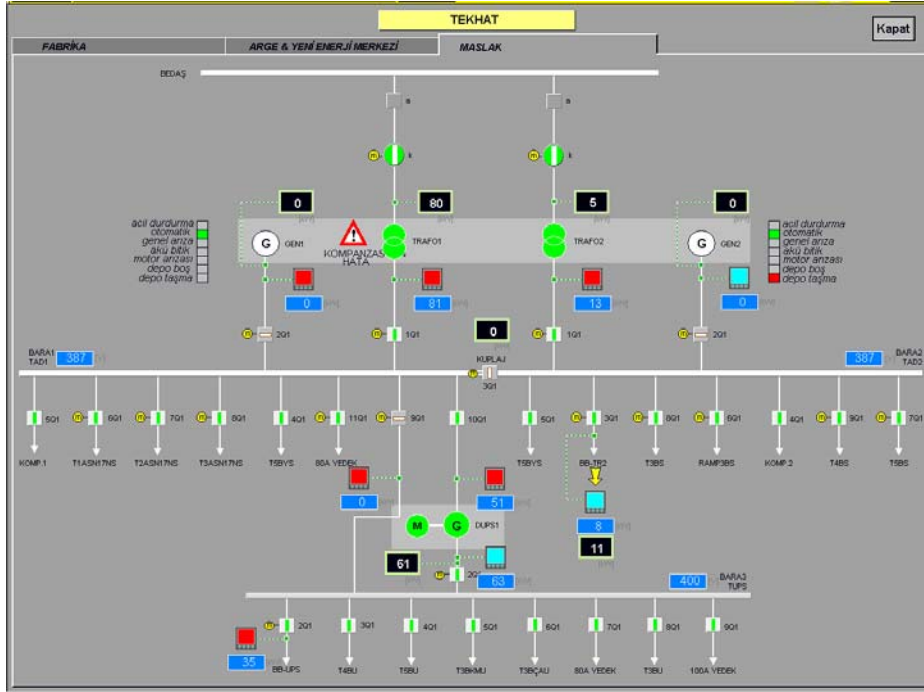 TEKHAT
Kapat
FABRİKA
ARGE & YENİ ENERJİ MERKEZİ
MASLAK
BEDAŞ
B
B
m
k
m
k
0
80
5
0
acil durdurma
otomatik
genel arıza
akü bitik
motor arızası
depo boş
depo taşma
G
GEN1
KOMPANZAS
HATA
TRAFO1
TRAFO2
G
GEN2
acil durdurma
otomatik
genel arıza
akü bitik
motor arızası
depo boş
depo taşma
0
81
13
0
m
2Q1
m
1Q1
0
m
1Q1
m
2Q1
BARA1
TAD1
387
KUPLAJ
m
3Q1
387
BARA2
TAD2
5Q1
m
6Q1
m
7Q1
m
8Q1
4Q1
m
11Q1
m
9Q1
10Q1
5Q1
m
3Q1
m
8Q1
m
6Q1
4Q1
m
9Q1
m
7Q1
KOMP.1
T1ASN17NS
T2ASN17NS
T3ASN17NS
T5BYS
80A YEDEK
T5BYS
BB-TR2
T3BS
RAMP3BS
KOMP.2
T4BS
T5BS
0
51
8
11
M
G
DUPS1
61
m
63
400
BARA3
TUPS
m
2Q1
3Q1
4Q1
5Q1
6Q1
7Q1
8Q1
9Q1
35
BB-UPS
T4BU
T5BU
T3BKMU
T3BÇAU
80A YEDEK
T3BU
100A YEDEK